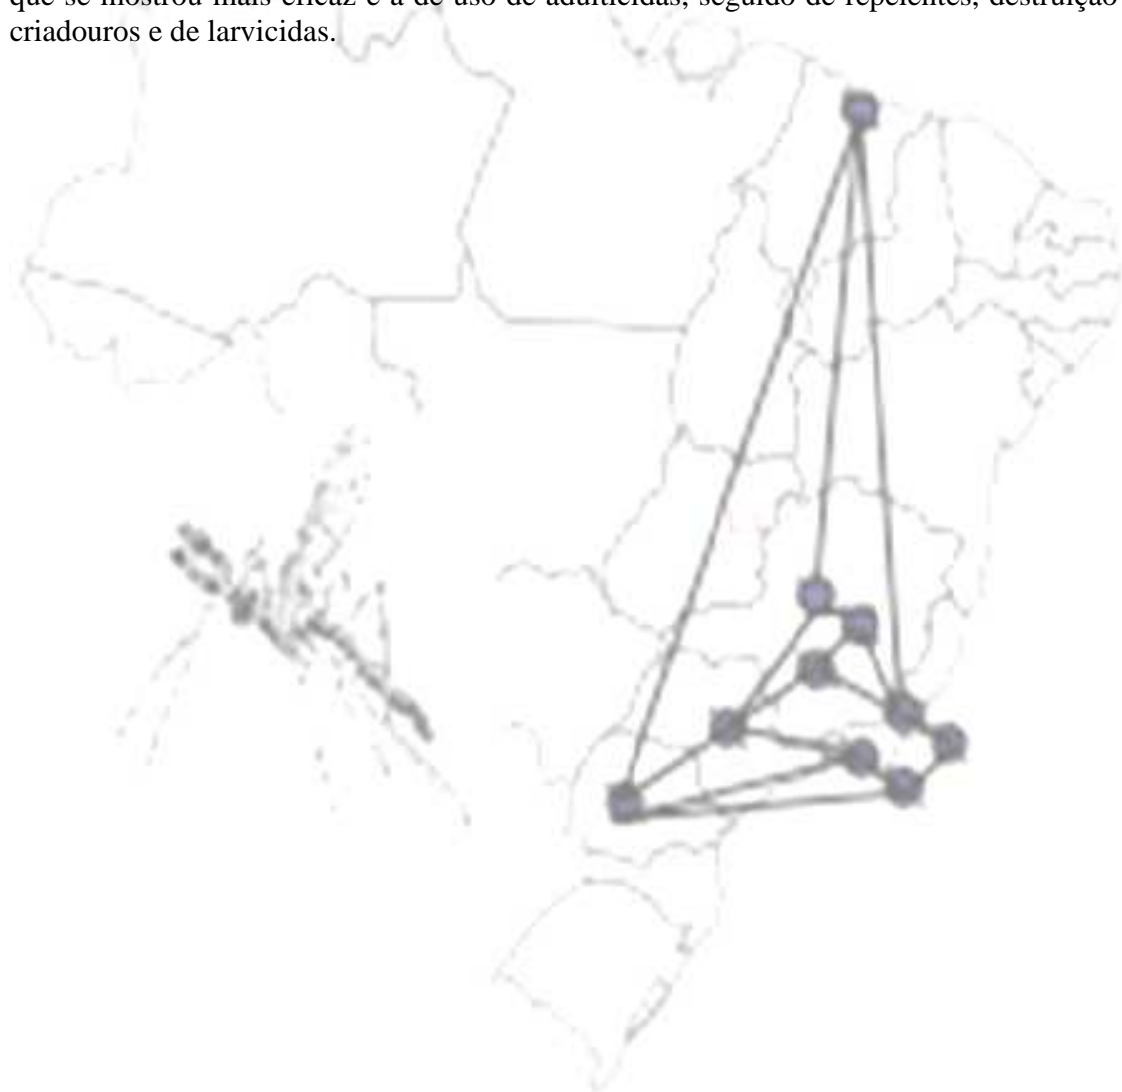 que se mostrou mais eficaz é a de uso de adulticidas, seguido de repelentes, destruição
criadouros e de larvicidas.